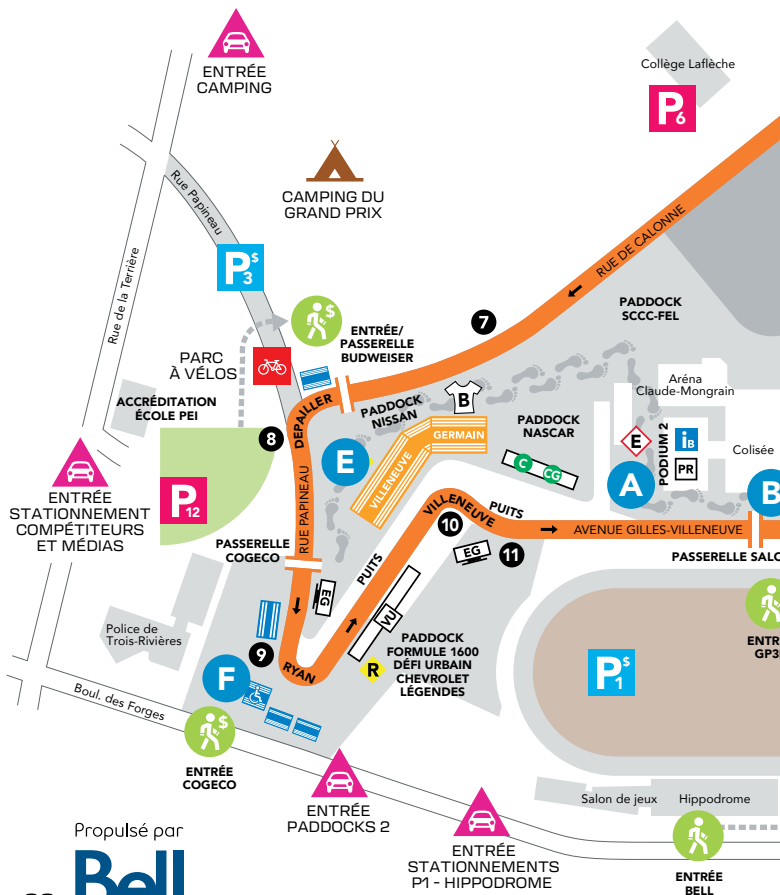 ENTRÉE
CAMPING
Collège Laflèche
P6
Rue Papineau
CAMPING DU
GRAND PRIX
Rue de la Terrière
P$3
RUE DE CALONNE
PADDOCK
SCCC-FEL
7
$
ENTRÉE/
PASSERELLE
BUDWEISER
PARC
À VÉLOS
ACCRÉDITATION
ÉCOLE PEI
DEPAILLER
8
PADDOCK
NISSAN
B
PADDOCK
NASCAR
Aréna
Claude-Mongrain
GERMAIN
VILLENEUVE
E
C
CG
E
PODIUM 2
iB
PR
Colisée
A
B
ENTRÉE
STATIONNEMENT
COMPÉTITEURS
ET MÉDIAS
P12
RUE PAPINEAU
PASSERELLE
COGECO
VILLENEUVE
PUITS
10
AVENUE GILLES-VILLENEUVE
EG
11
PUITS
PASSERELLE SALO
EG
VU
Police de
Trois-Rivières
9
RYAN
R
PADDOCK
FORMULE 1600
DÉFI URBAIN
CHEVROLET
LÉGENDES
P$1
ENTR
GP3
F
Boul. des Forges
$
ENTRÉE
COGECO
ENTRÉE
PADDOCKS 2
Salon de jeux
Hippodrome
ENTRÉE
STATIONNEMENTS
P1 - HIPPODROME
ENTRÉE
BELL
Propulsé par
Bell